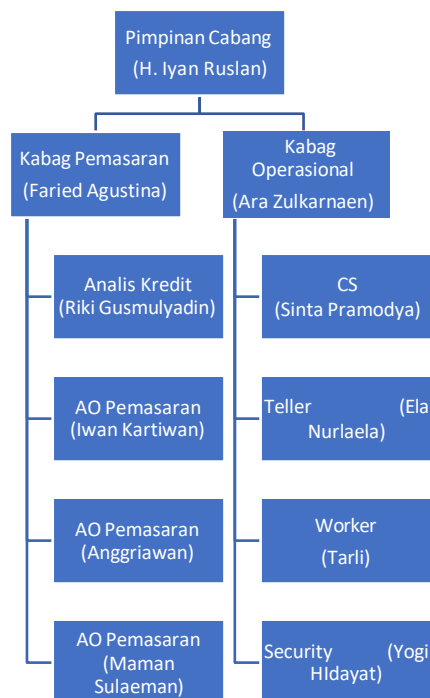 Pimpinan Cabang
(H. Iyan Ruslan)
Kabag Pemasaran
(Faried Agustina)
Kabag
Operasional
(Ara Zulkarnaen)
Analis Kredit
(Riki Gusmulyadin)
CS
(Sinta Pramodya)
AO Pemasaran
(Iwan Kartiwan)
Teller (Ela
Nurlaela)
AO Pemasaran
(Anggriawan)
Worker
(Tarli)
AO Pemasaran
(Maman
Sulaeman)
Security (Yogi
HIdayat)